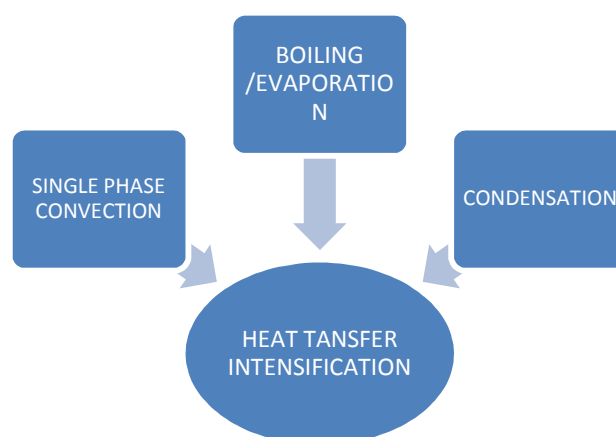 BOILING
/EVAPORATIO
N
SINGLE PHASE
CONVECTION
CONDENSATION
HEAT TANSFER
INTENSIFICATION